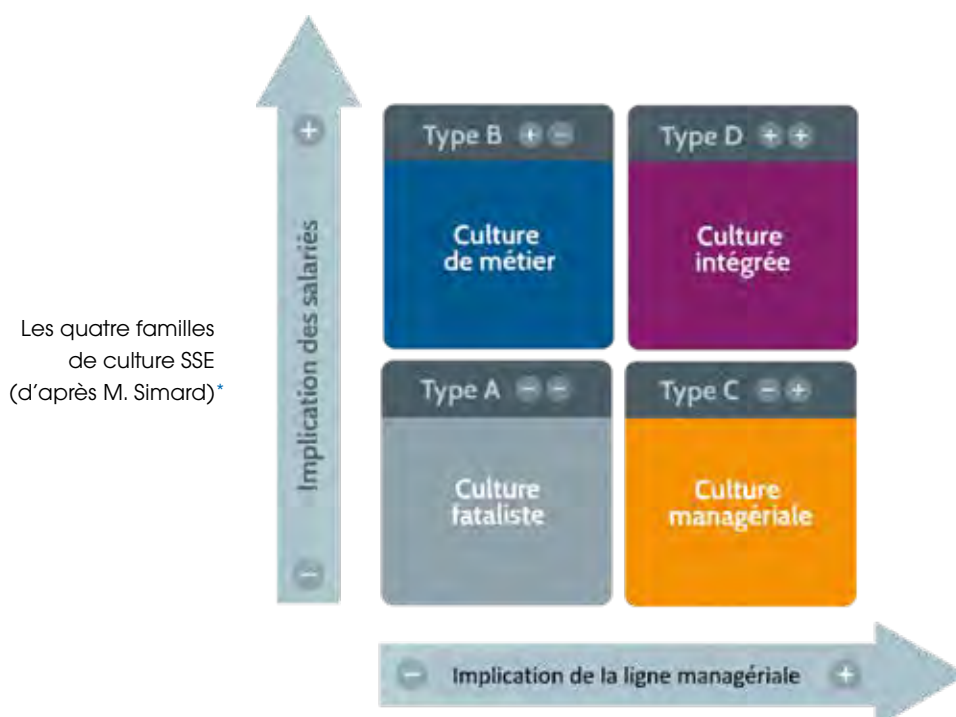 Les quatre familles
de culture SSE
(d'après M. Simard)*
Implication des salariés
+
−
Type B + −
Culture
de métier
Type D + +
Culture
intégrée
Type A − −
Culture
fataliste
Type C − +
Culture
managériale
− Implication de la ligne managériale +